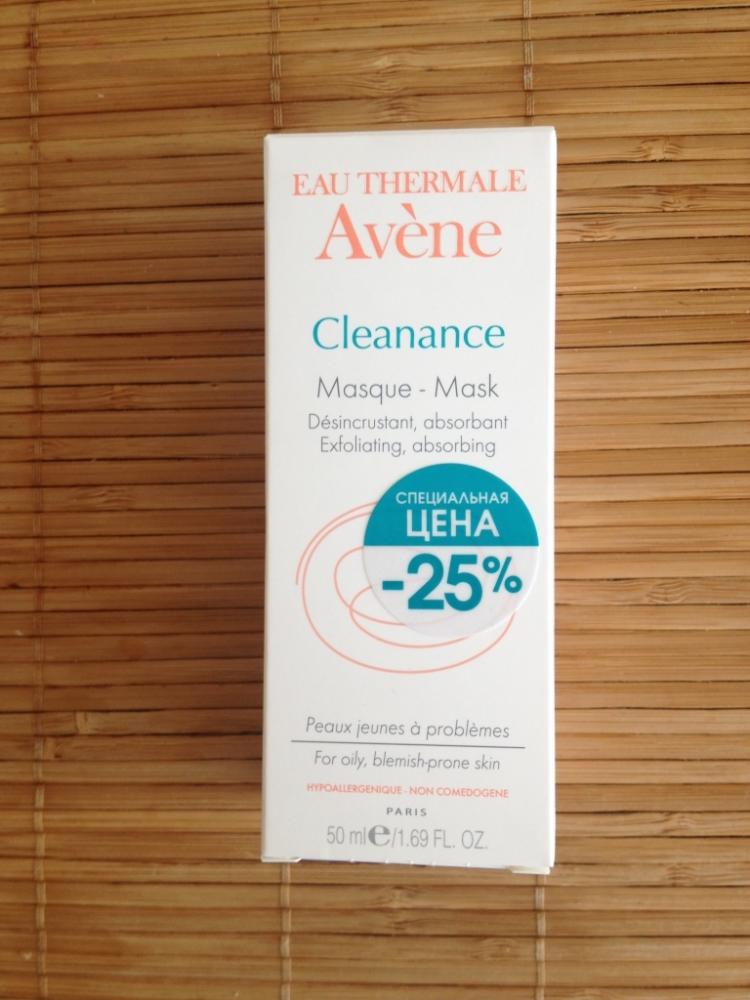 EAU THERMALE
Avène
Cleanance
Masque - Mask
Désincrustant, absorbant
Exfoliating, absorbing
СПЕЦИАЛЬНАЯ
ЦЕНА
-25%
Peaux jeunes à problèmes
For oily, blemish-prone skin
HYPOALLERGENIQUE - NON COMEDOGENE
PARIS
50 ml e/1.69 FL. OZ.